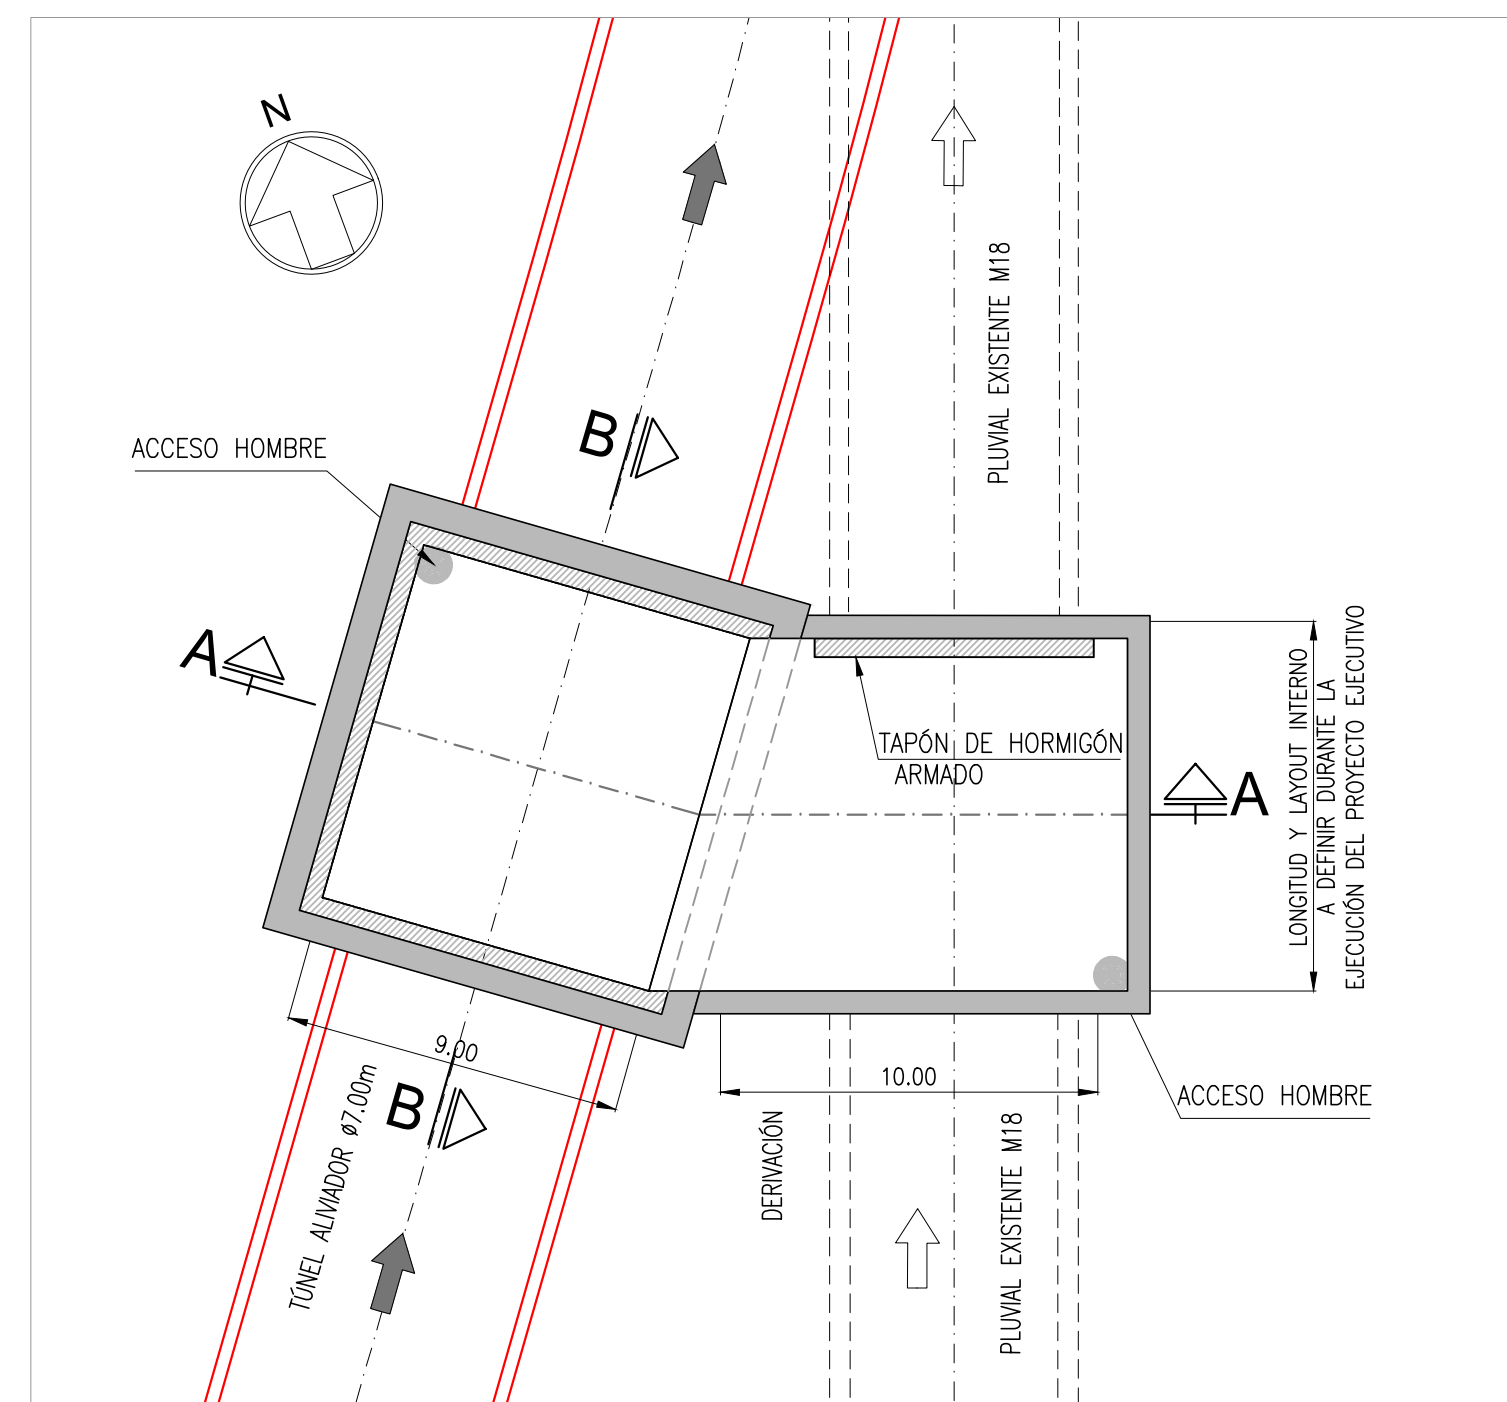 N
PLUVIAL EXISTENTE M18
B
ACCESO HOMBRE
A
TAPÓN DE HORMIGÓN
ARMADO
A
LONGITUD Y LAYOUT INTERNO
A DEFINIR DURANTE LA
EJECUCIÓN DEL PROYECTO EJECUTIVO
9.00
10.00
B
ACCESO HOMBRE
TÚNEL ALIVIADOR ø7.00m
DERIVACIÓN
PLUVIAL EXISTENTE M18